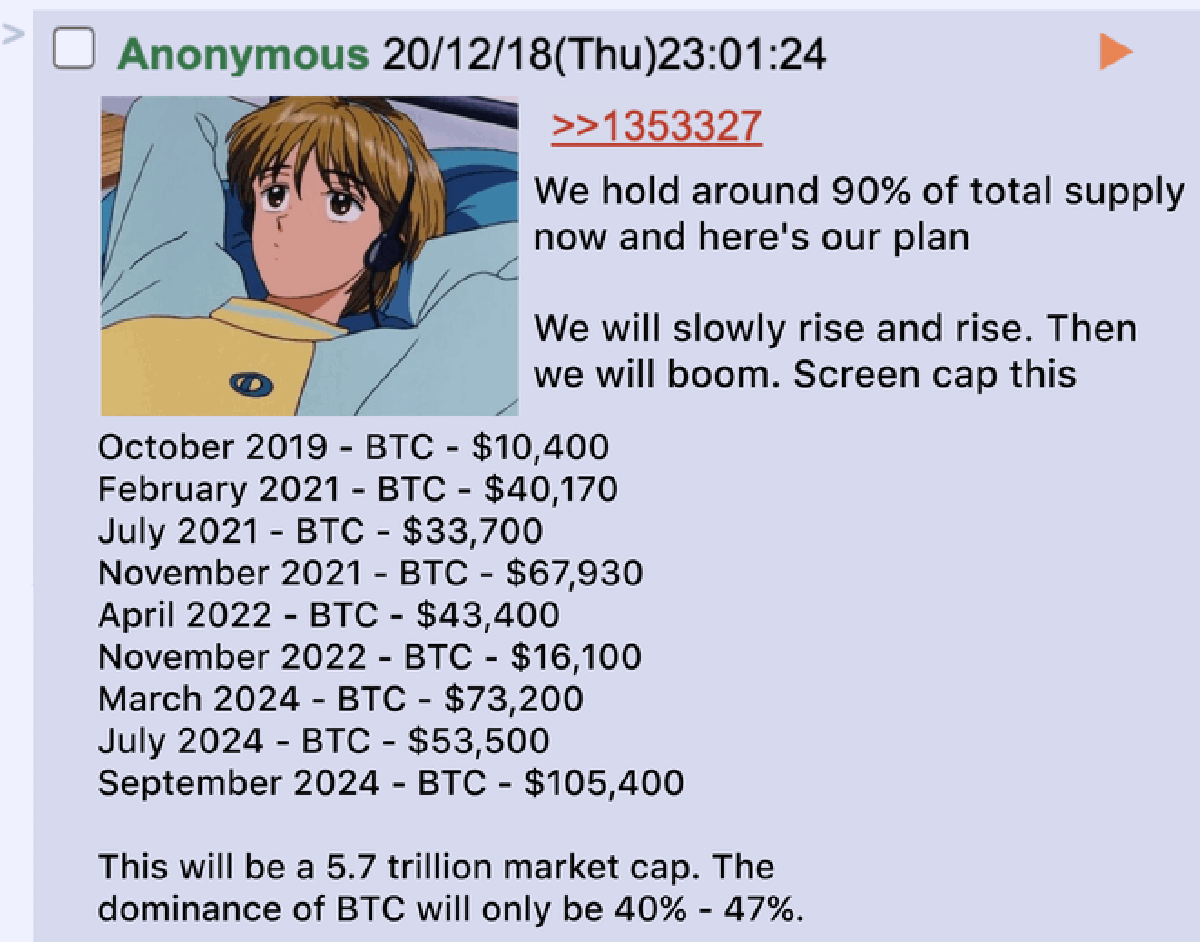 >
Anonymous 20/12/18(Thu)23:01:24
>>1353327
We hold around 90% of total supply
now and here's our plan
We will slowly rise and rise. Then
we will boom. Screen cap this
October 2019 - BTC - $10,400
February 2021 - BTC - $40,170
July 2021 - BTC - $33,700
November 2021 - BTC - $67,930
April 2022 - BTC - $43,400
November 2022 - BTC - $16,100
March 2024 - BTC - $73,200
July 2024 - BTC - $53,500
September 2024 - BTC - $105,400
This will be a 5.7 trillion market cap. The
dominance of BTC will only be 40% - 47%.